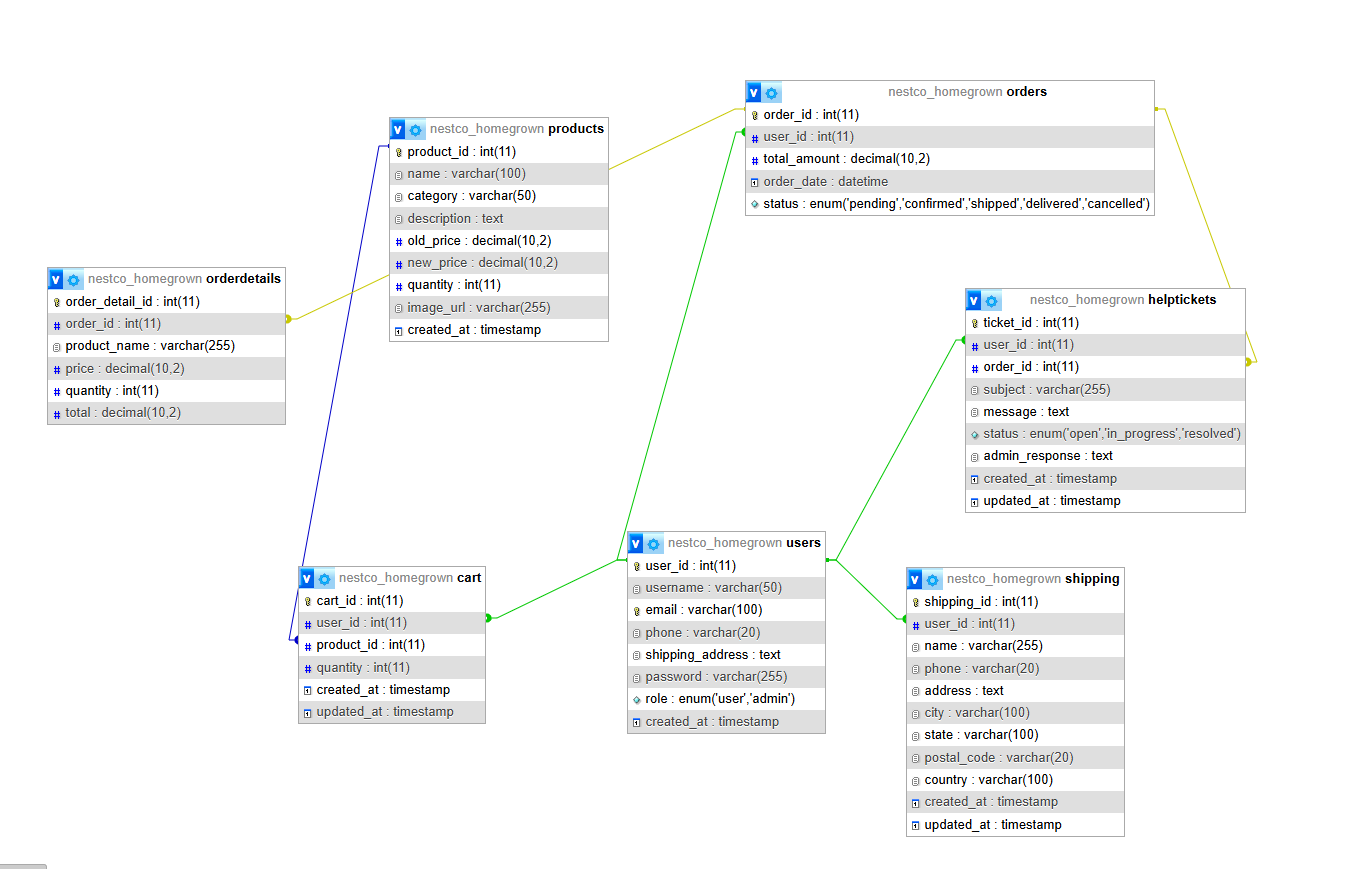 nestco_homegrown orders
order_id : int(11)
user_id : int(11)
total_amount : decimal(10,2)
order_date : datetime
status : enum('pending','confirmed','shipped','delivered','cancelled')
nestco_homegrown products
product_id : int(11)
name : varchar(100)
category : varchar(50)
description : text
old_price : decimal(10,2)
new_price : decimal(10,2)
quantity : int(11)
image_url : varchar(255)
created_at : timestamp
nestco_homegrown orderdetails
order_detail_id : int(11)
order_id : int(11)
product_name : varchar(255)
price : decimal(10,2)
quantity : int(11)
total : decimal(10,2)
nestco_homegrown helptickets
ticket_id : int(11)
user_id : int(11)
order_id : int(11)
subject : varchar(255)
message : text
status : enum('open','in_progress','resolved')
admin_response : text
created_at : timestamp
updated_at : timestamp
nestco_homegrown cart
cart_id : int(11)
user_id : int(11)
product_id : int(11)
quantity : int(11)
created_at : timestamp
updated_at : timestamp
nestco_homegrown users
user_id : int(11)
username : varchar(50)
email : varchar(100)
phone : varchar(20)
shipping_address : text
password : varchar(255)
role : enum('user','admin')
created_at : timestamp
nestco_homegrown shipping
shipping_id : int(11)
user_id : int(11)
name : varchar(255)
phone : varchar(20)
address : text
city : varchar(100)
state : varchar(100)
postal_code : varchar(20)
country : varchar(100)
created_at : timestamp
updated_at : timestamp